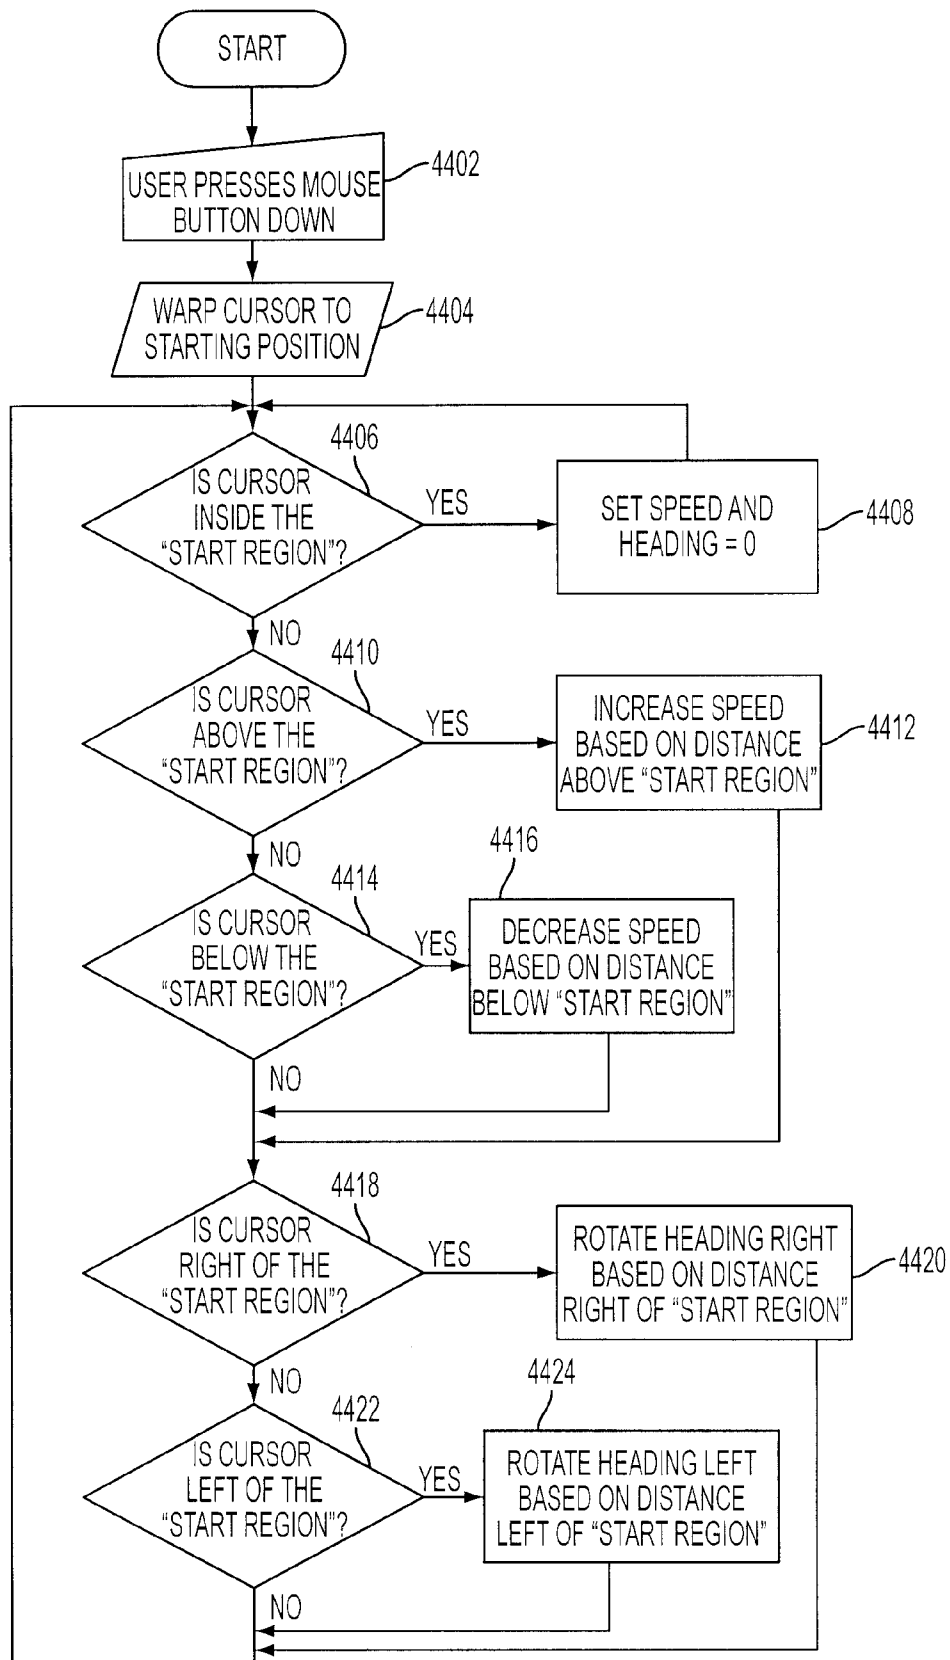 START
USER PRESSES MOUSE
BUTTON DOWN
4402
WARP CURSOR TO
STARTING POSITION
4404
IS CURSOR
INSIDE THE
“START REGION”?
4406
YES
SET SPEED AND
HEADING = 0
4408
NO
IS CURSOR
ABOVE THE
“START REGION”?
4410
YES
INCREASE SPEED
BASED ON DISTANCE
ABOVE “START REGION”
4412
NO
IS CURSOR
BELOW THE
“START REGION”?
4414
YES
4416
DECREASE SPEED
BASED ON DISTANCE
BELOW “START REGION”
NO
IS CURSOR
RIGHT OF THE
“START REGION”?
4418
YES
ROTATE HEADING RIGHT
BASED ON DISTANCE
RIGHT OF “START REGION”
4420
NO
IS CURSOR
LEFT OF THE
“START REGION”?
4422
YES
4424
ROTATE HEADING LEFT
BASED ON DISTANCE
LEFT OF “START REGION”
NO